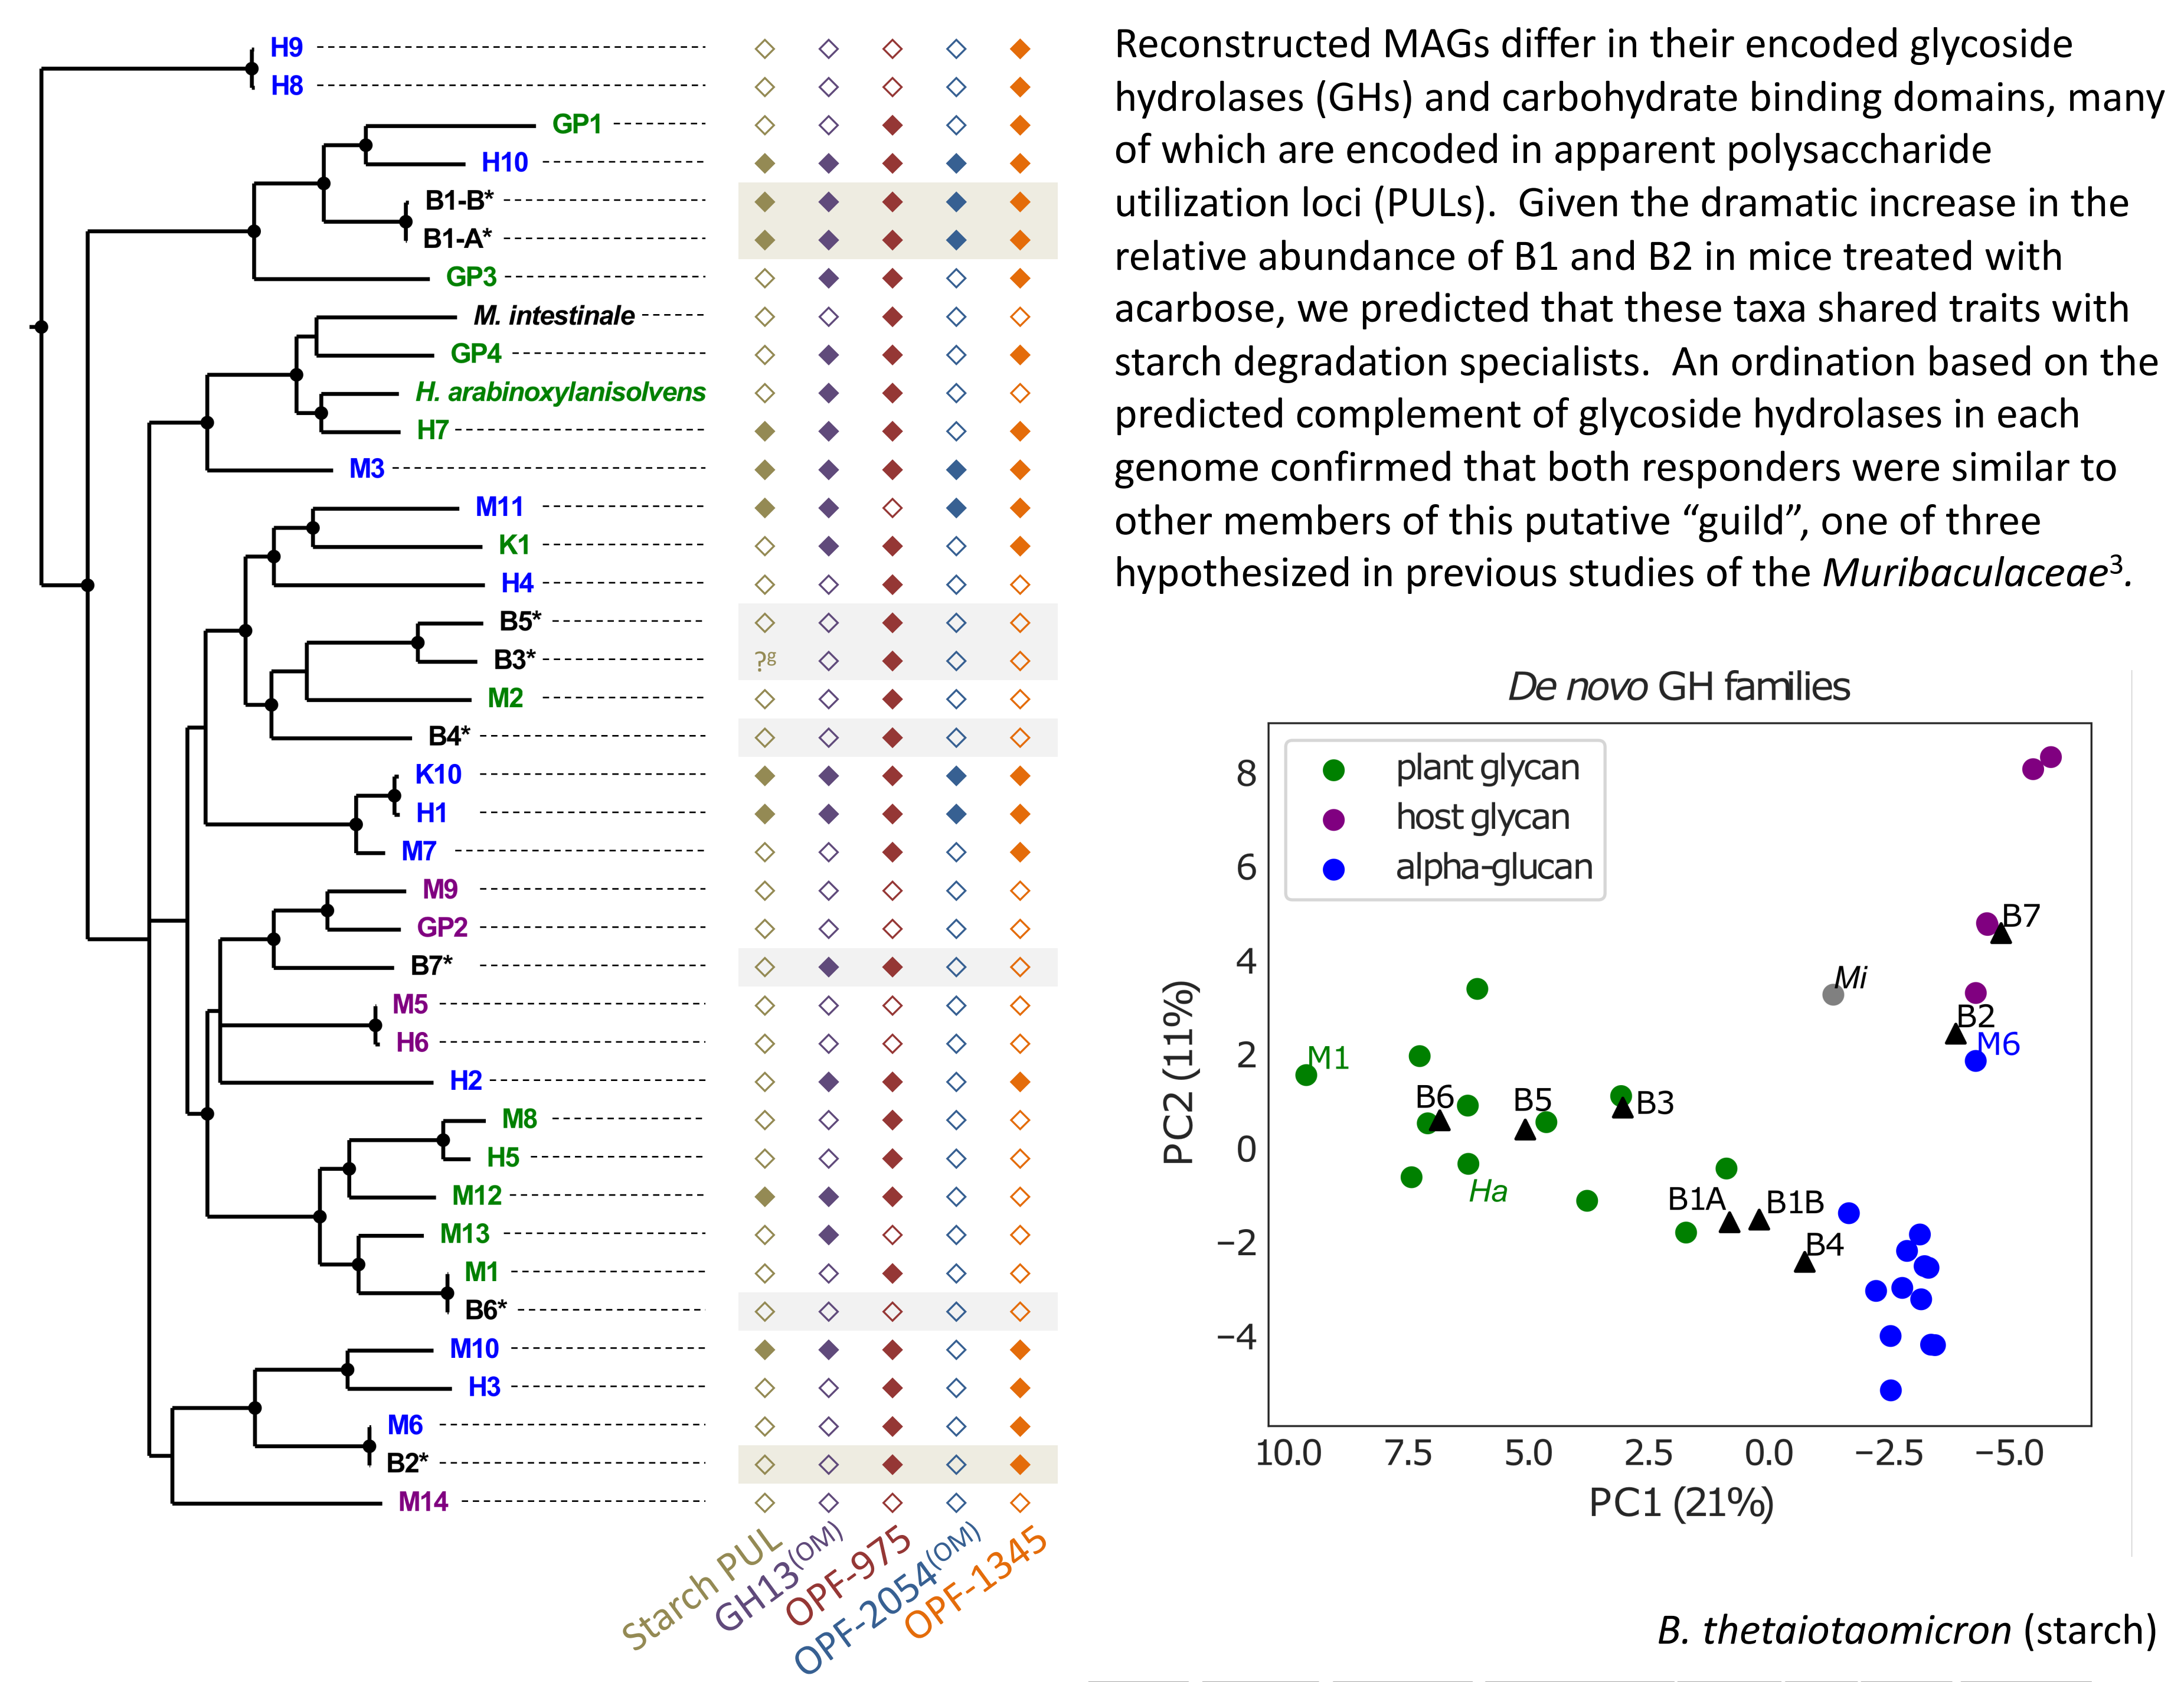 H9
H8
GP1
H10
B1-B*
B1-A*
GP3
M. intestinale
GP4
H. arabinoxylanisolvens
H7
M3
M11
K1
H4
B5*
B3*
?g
M2
B4*
K10
H1
M7
M9
GP2
B7*
M5
H6
H2
M8
H5
M12
M13
M1
B6*
M10
H3
M6
B2*
M14
Starch PUL
GH13(OM)
OPF-975
OPF-2054(OM)
OPF-1345
Reconstructed MAGs differ in their encoded glycoside
hydrolases (GHs) and carbohydrate binding domains, many
of which are encoded in apparent polysaccharide
utilization loci (PULs). Given the dramatic increase in the
relative abundance of B1 and B2 in mice treated with
acarbose, we predicted that these taxa shared traits with
starch degradation specialists. An ordination based on the
predicted complement of glycoside hydrolases in each
genome confirmed that both responders were similar to
other members of this putative “guild”, one of three
hypothesized in previous studies of the Muribaculaceae3.
De novo GH families
plant glycan
host glycan
alpha-glucan
8
6
4
2
0
−2
−4
PC2 (11%)
B7
Mi
B2
M6
M1
B6
B5
B3
Ha
B1A
B1B
B4
10.0 7.5 5.0 2.5 0.0 −2.5 −5.0
PC1 (21%)
B. thetaiotaomicron (starch)